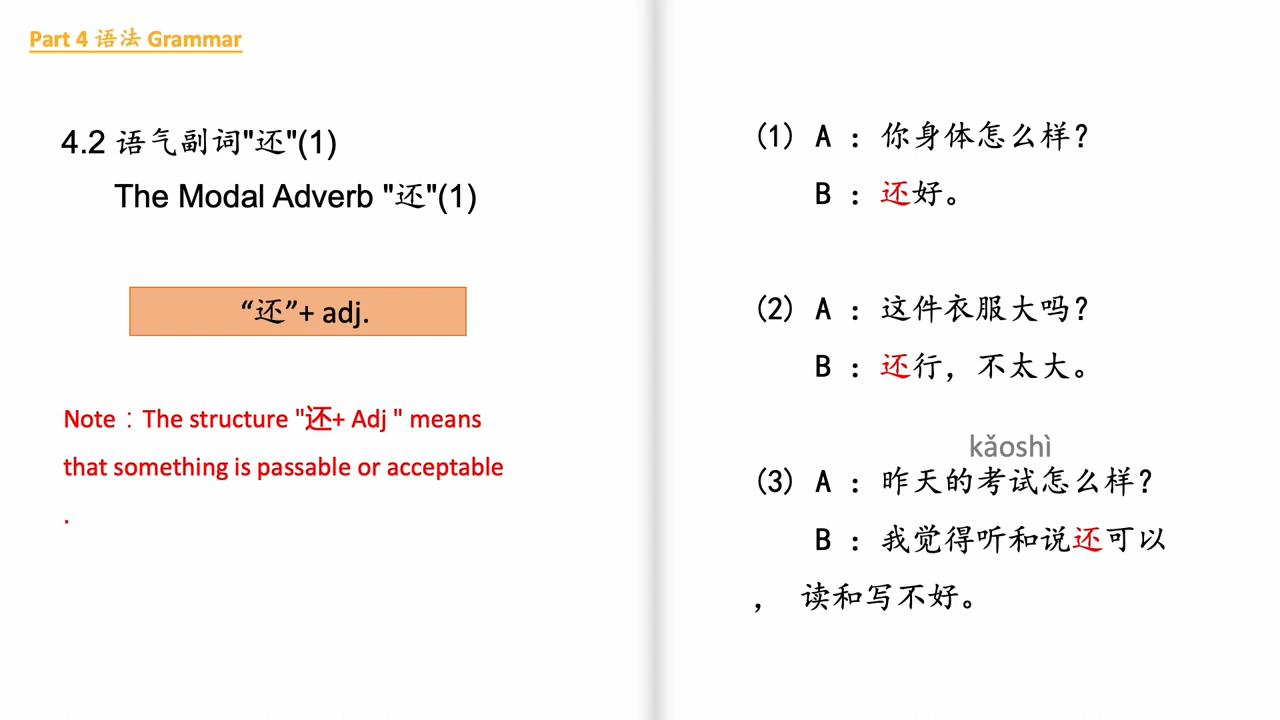 Part 4 语法 Grammar
4.2 语气副词"还"(1)
The Modal Adverb "还"(1)
“还”+ adj.
Note：The structure "还+ Adj " means
that something is passable or acceptable
.
(1) A ：你身体怎么样？
B ：还好。
(2) A ：这件衣服大吗？
B ：还行，不太大。
kǎoshì
(3) A ：昨天的考试怎么样？
B ：我觉得听和说还可以
， 读和写不好。